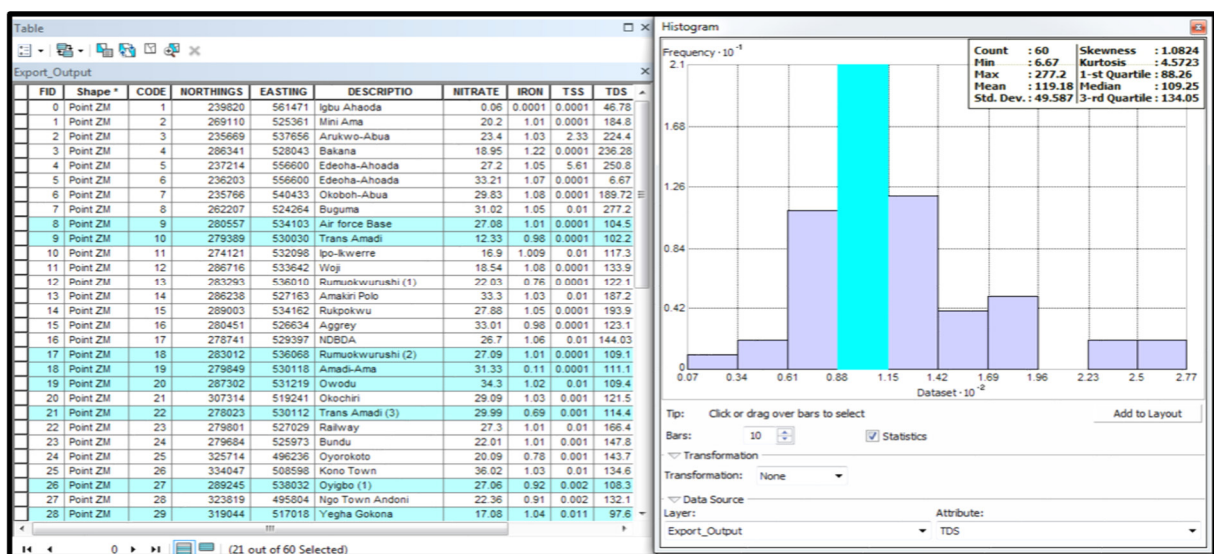 Table
Export_Output
FID Shape * CODE NORTHINGS EASTING DESCRIPTIO NITRATE IRON TSS TDS
0 Point ZM 1 239820 561471 Igbu Ahaoda 0.06 0.0001 0.0001 46.78
1 Point ZM 2 269110 525361 Mini Ama 20.2 1.01 0.0001 184.8
2 Point ZM 3 235669 537656 Arukwo-Abua 23.4 1.03 2.33 224.4
3 Point ZM 4 286341 528043 Bakana 18.95 1.22 0.0001 236.28
4 Point ZM 5 237214 556600 Edeoha-Ahoada 27.2 1.05 5.61 250.8
5 Point ZM 6 236203 556600 Edeoha-Ahoada 33.21 1.07 0.0001 6.67
6 Point ZM 7 235766 540433 Okoboh-Abua 29.83 1.08 0.0001 189.72
7 Point ZM 8 262207 524264 Buguma 31.02 1.05 0.01 277.2
8 Point ZM 9 280557 534103 Air force Base 27.08 1.01 0.0001 104.5
9 Point ZM 10 279389 530030 Trans Amadi 12.33 0.98 0.0001 102.2
10 Point ZM 11 274121 532098 Ipo-Ikwerre 16.9 1.009 0.01 117.3
11 Point ZM 12 286716 533642 Woji 18.54 1.08 0.0001 133.9
12 Point ZM 13 283293 536010 Rumuokwurushi (1) 22.03 0.76 0.0001 122.1
13 Point ZM 14 286238 527163 Amakiri Polo 33.3 1.03 0.01 187.2
14 Point ZM 15 289003 534162 Rukpokwu 27.88 1.05 0.0001 193.9
15 Point ZM 16 280451 526634 Aggrey 33.01 0.98 0.0001 123.1
16 Point ZM 17 278741 529397 NDBDA 26.7 1.06 0.01 144.03
17 Point ZM 18 283012 536068 Rumuokwurushi (2) 27.09 1.01 0.0001 109.1
18 Point ZM 19 279849 530118 Amadi-Ama 31.33 0.11 0.0001 111.1
19 Point ZM 20 287302 531219 Owodu 34.3 1.02 0.01 109.4
20 Point ZM 21 307314 519241 Okochiri 29.09 1.03 0.001 121.5
21 Point ZM 22 278023 530112 Trans Amadi (3) 29.99 0.69 0.001 114.4
22 Point ZM 23 279801 527029 Railway 27.3 1.01 0.01 166.4
23 Point ZM 24 279684 525973 Bundu 22.01 1.01 0.001 147.8
24 Point ZM 25 325714 496236 Oyorokoto 20.09 0.78 0.001 143.7
25 Point ZM 26 334047 508598 Kono Town 36.02 1.03 0.01 134.6
26 Point ZM 27 289245 538032 Oyigbo (1) 27.06 0.92 0.002 108.3
27 Point ZM 28 323819 495804 Ngo Town Andoni 22.36 0.91 0.002 132.1
28 Point ZM 29 319044 517018 Yegha Gokona 17.08 1.04 0.011 97.6
0 (21 out of 60 Selected)
Histogram
Frequency · 10 -1
Count : 60 Skewness : 1.0824
Min : 6.67 Kurtosis : 4.5723
Max : 277.2 1-st Quartile : 88.26
Mean : 119.18 Median : 109.25
Std. Dev. : 49.587 3-rd Quartile : 134.05
2.1
1.68
1.26
0.84
0.42
0
0.07 0.34 0.61 0.88 1.15 1.42 1.69 1.96 2.23 2.5 2.77
Dataset · 10 -2
Tip: Click or drag over bars to select Add to Layout
Bars: 10 Statistics
Transformation
Transformation: None
Data Source
Layer: Attribute:
Export_Output TDS